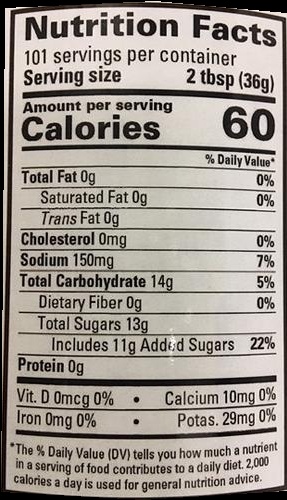 Nutrition Facts
101 servings per container
Serving size 2 tbsp (36g)
Amount per serving
Calories 60
% Daily Value*
Total Fat 0g 0%
Saturated Fat 0g 0%
Trans Fat 0g
Cholesterol 0mg 0%
Sodium 150mg 7%
Total Carbohydrate 14g 5%
Dietary Fiber 0g 0%
Total Sugars 13g
Includes 11g Added Sugars 22%
Protein 0g
Vit. D 0mcg 0% • Calcium 10mg 0%
Iron 0mg 0% • Potas. 29mg 0%
*The % Daily Value (DV) tells you how much a nutrient
in a serving of food contributes to a daily diet. 2,000
calories a day is used for general nutrition advice.